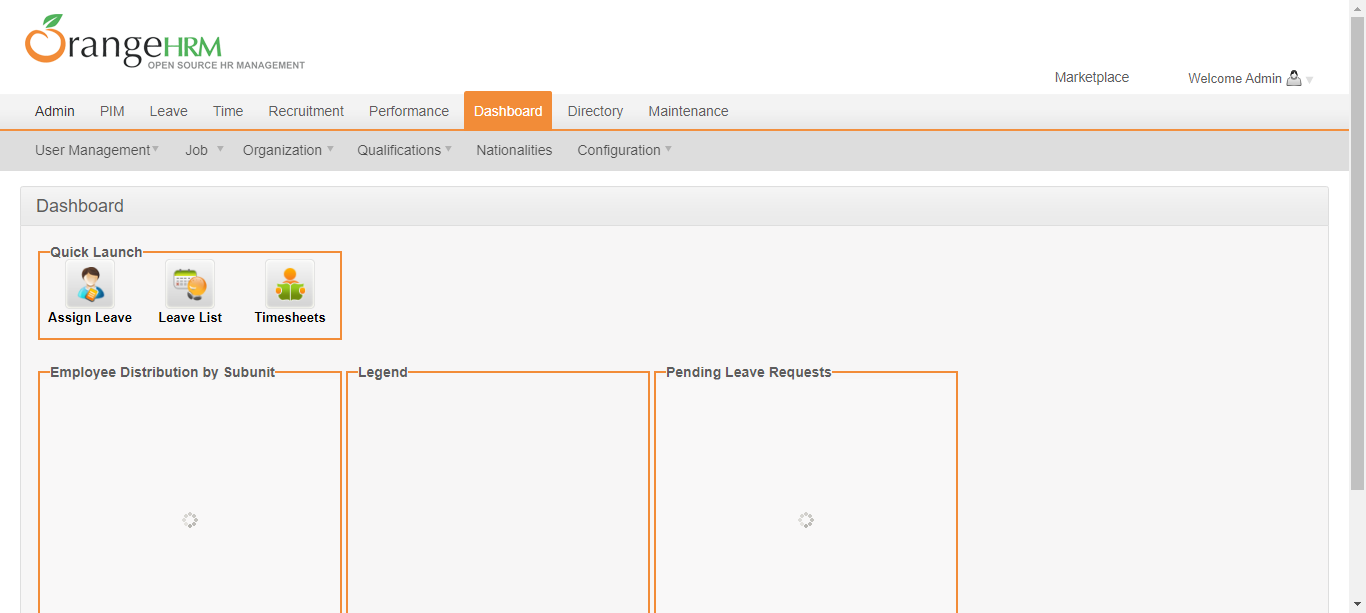 OrangeHRM
OPEN SOURCE HR MANAGEMENT
Marketplace Welcome Admin
Admin PIM Leave Time Recruitment Performance Dashboard Directory Maintenance
User Management Job Organization Qualifications Nationalities Configuration
Dashboard
Quick Launch
Assign Leave Leave List Timesheets
Employee Distribution by Subunit Legend Pending Leave Requests